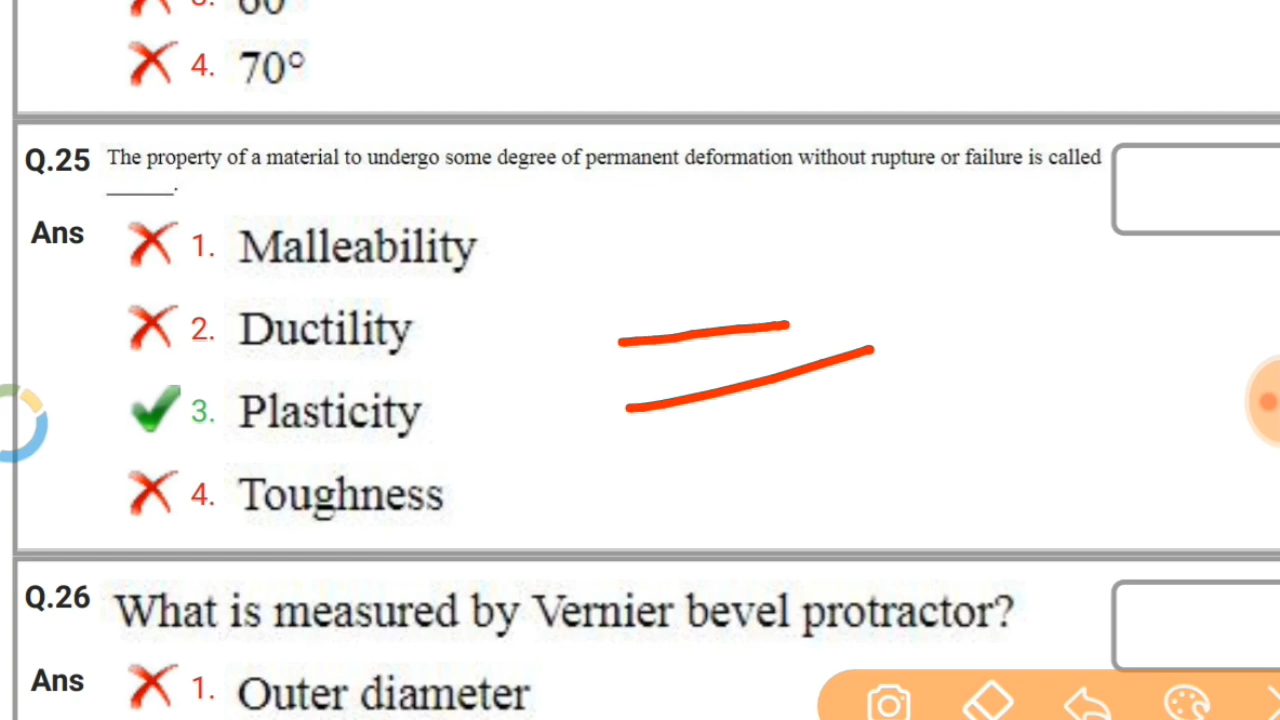 4. 70°
Q.25 The property of a material to undergo some degree of permanent deformation without rupture or failure is called
______.
Ans 1. Malleability
2. Ductility
3. Plasticity
4. Toughness
Q.26 What is measured by Vernier bevel protractor?
Ans 1. Outer diameter